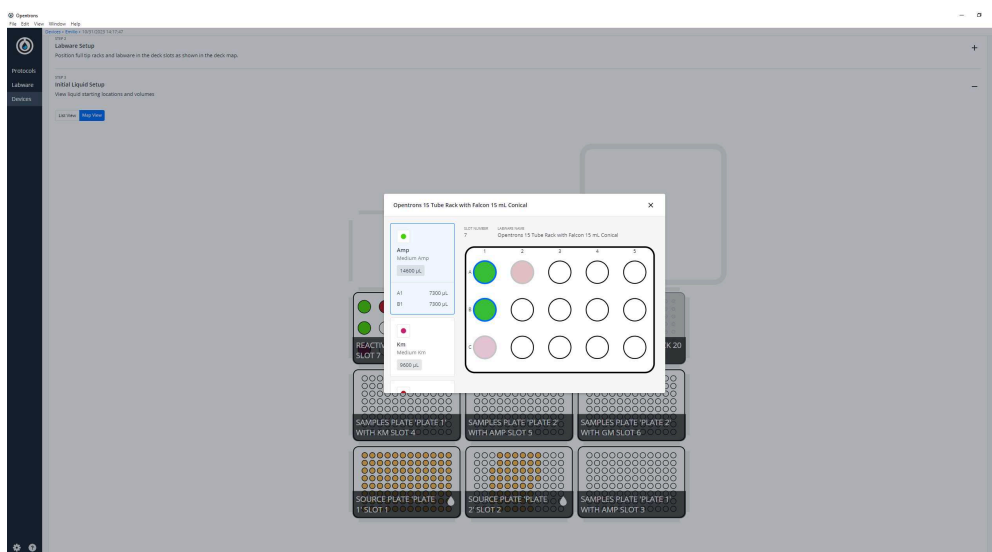 Opentrons
File Edit View Window Help
Devices > Emilio > 10/31/2023 14:17:47
STEP 2
Labware Setup
Position full tip racks and labware in the deck slots as shown in the deck map.
Protocols
Labware
Devices
STEP 3
Initial Liquid Setup
View liquid starting locations and volumes
List View Map View
Opentrons 15 Tube Rack with Falcon 15 mL Conical
Amp
Medium Amp
14600 µL
A1 7300 µL
B1 7300 µL
Km
Medium Km
9600 µL
SLOT NUMBER
7
LABWARE NAME
Opentrons 15 Tube Rack with Falcon 15 mL Conical
1 2 3 4 5
A
B
C
REACTIV
SLOT 7
CK 20
SAMPLES PLATE 'PLATE 1'
WITH KM SLOT 4
SAMPLES PLATE 'PLATE 2'
WITH AMP SLOT 5
SAMPLES PLATE 'PLATE 2'
WITH GM SLOT 6
SOURCE PLATE 'PLATE
1' SLOT 1
SOURCE PLATE 'PLATE
2' SLOT 2
SAMPLES PLATE 'PLATE 1'
WITH AMP SLOT 3